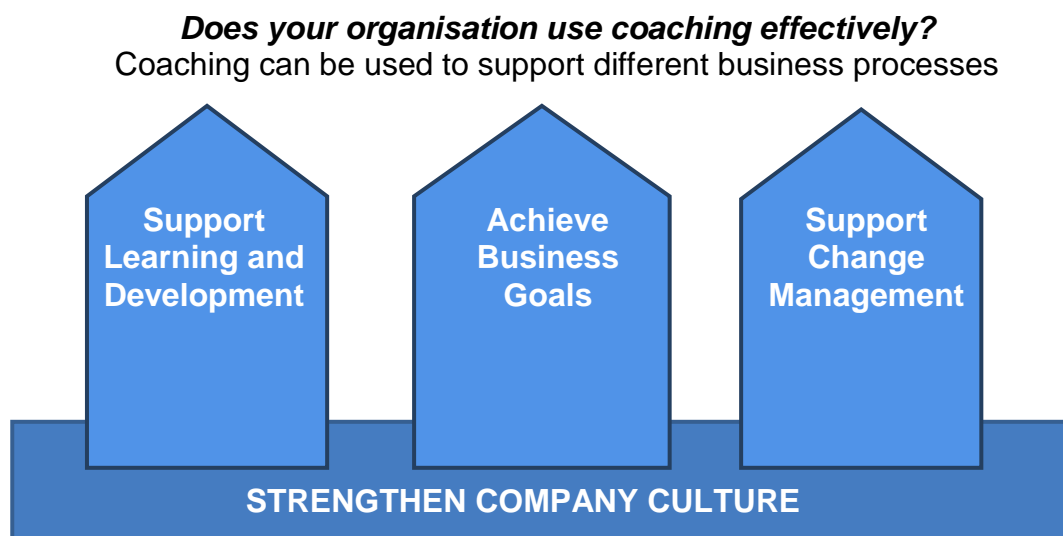 Does your organisation use coaching effectively?
Coaching can be used to support different business processes
Support
Learning and
Development
Achieve
Business
Goals
Support
Change
Management
STRENGTHEN COMPANY CULTURE